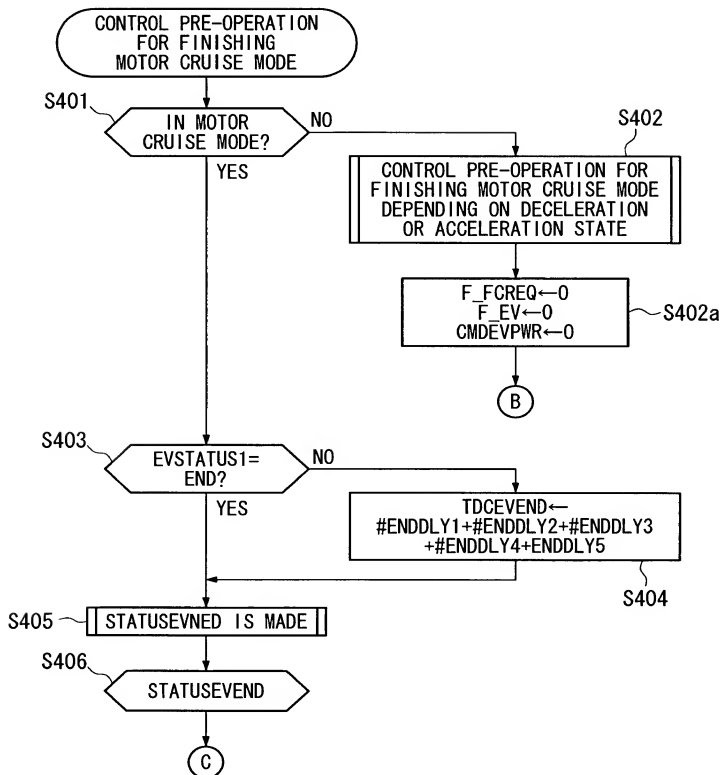 CONTROL PRE-OPERATION
FOR FINISHING
MOTOR CRUISE MODE
S401
IN MOTOR
CRUISE MODE?
NO
YES
S402
CONTROL PRE-OPERATION FOR
FINISHING MOTOR CRUISE MODE
DEPENDING ON DECELERATION
OR ACCELERATION STATE
F_FCREQ←0
F_EV←0
CMDEVPWR←0
S402a
B
S403
EVSTATUS1=
END?
NO
YES
TDCEVEND←
#ENDDLY1+#ENDDLY2+#ENDDLY3
+#ENDDLY4+ENDDLY5
S404
S405
STATUSEVNED IS MADE
S406
STATUSEVEND
C